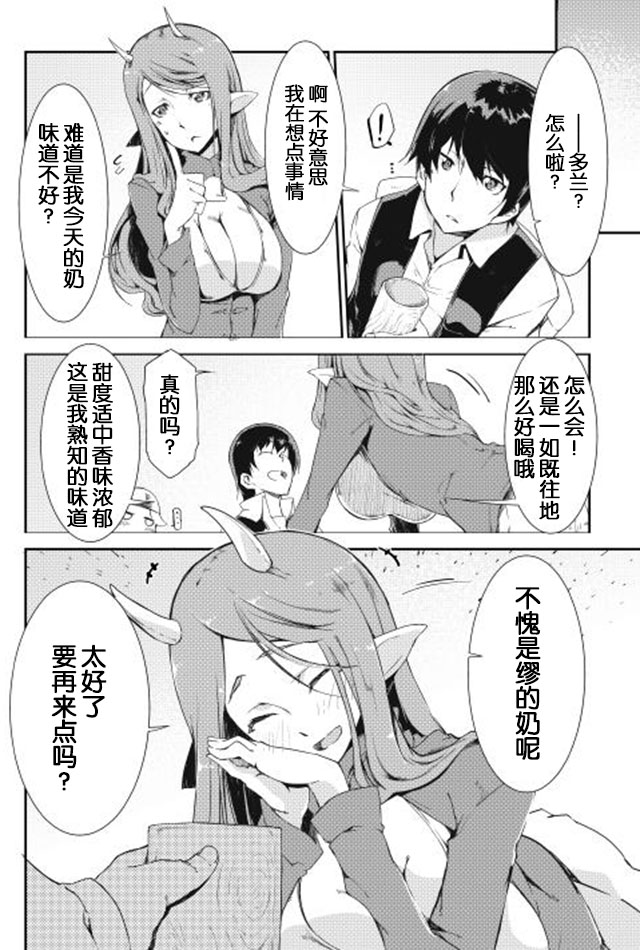 ——多兰？
怎么啦？
！
啊 不好意思
我在想点事情
难道是我今天的奶
味道不好？
怎么会！
还是一如既往地
那么好喝哦
真的吗？
甜度适中香味浓郁
这是我熟知的味道
不愧是缪的奶呢
太好了
要再来点吗？